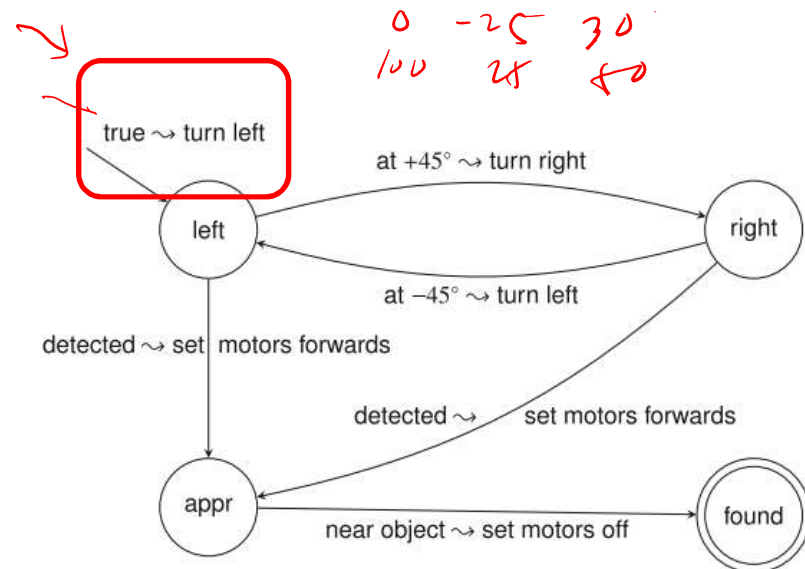 0 -25 30
100 25 80
true ⤳ turn left
at +45° ⤳ turn right
left
right
at −45° ⤳ turn left
detected ⤳ set motors forwards
detected ⤳ set motors forwards
appr
found
near object ⤳ set motors off